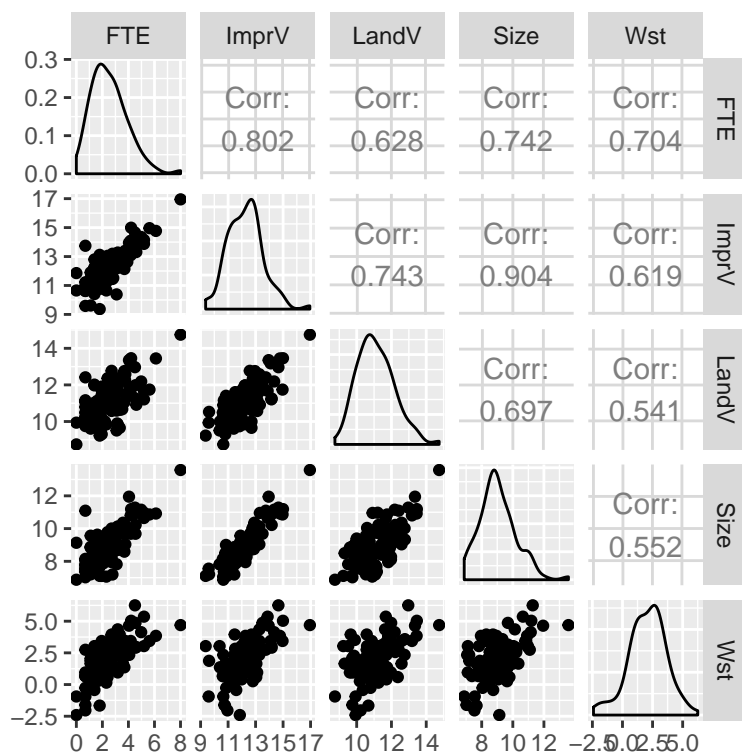 FTE ImprV LandV Size Wst
0.3
0.2
0.1
0.0
Corr: Corr: Corr: Corr:
0.802 0.628 0.742 0.704
FTE
17
15
13
11
9
Corr: Corr: Corr:
0.743 0.904 0.619
ImprV
14
12
10
Corr: Corr:
0.697 0.541
LandV
12
10
8
Corr:
0.552
Size
5.0
2.5
0.0
−2.5
Wst
0 2 4 6 8 9 11 13 15 17 10 12 14 8 10 12 −2.5 0.0 2.5 5.0